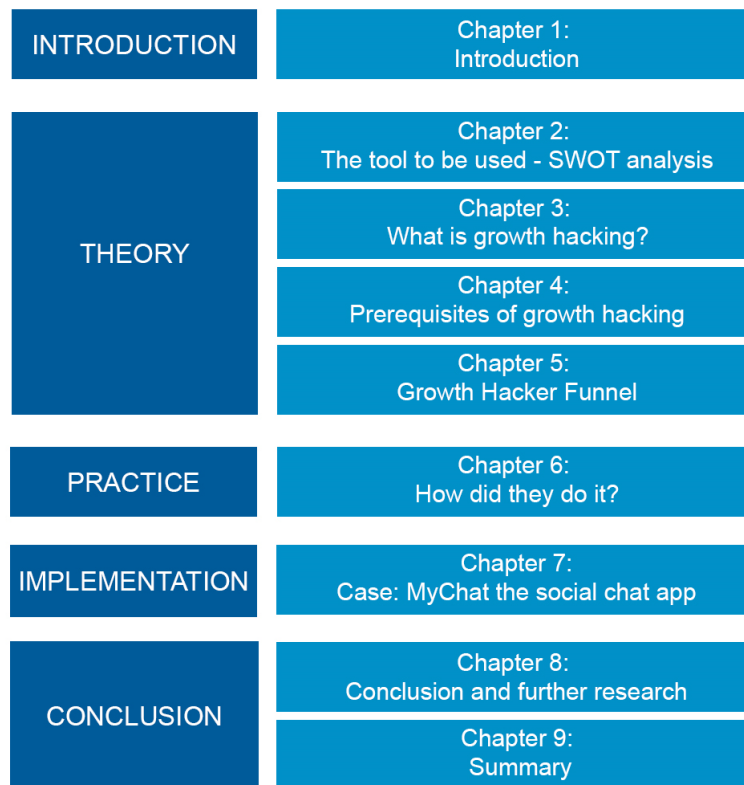 INTRODUCTION
Chapter 1:
Introduction
THEORY
Chapter 2:
The tool to be used - SWOT analysis
Chapter 3:
What is growth hacking?
Chapter 4:
Prerequisites of growth hacking
Chapter 5:
Growth Hacker Funnel
PRACTICE
Chapter 6:
How did they do it?
IMPLEMENTATION
Chapter 7:
Case: MyChat the social chat app
CONCLUSION
Chapter 8:
Conclusion and further research
Chapter 9:
Summary